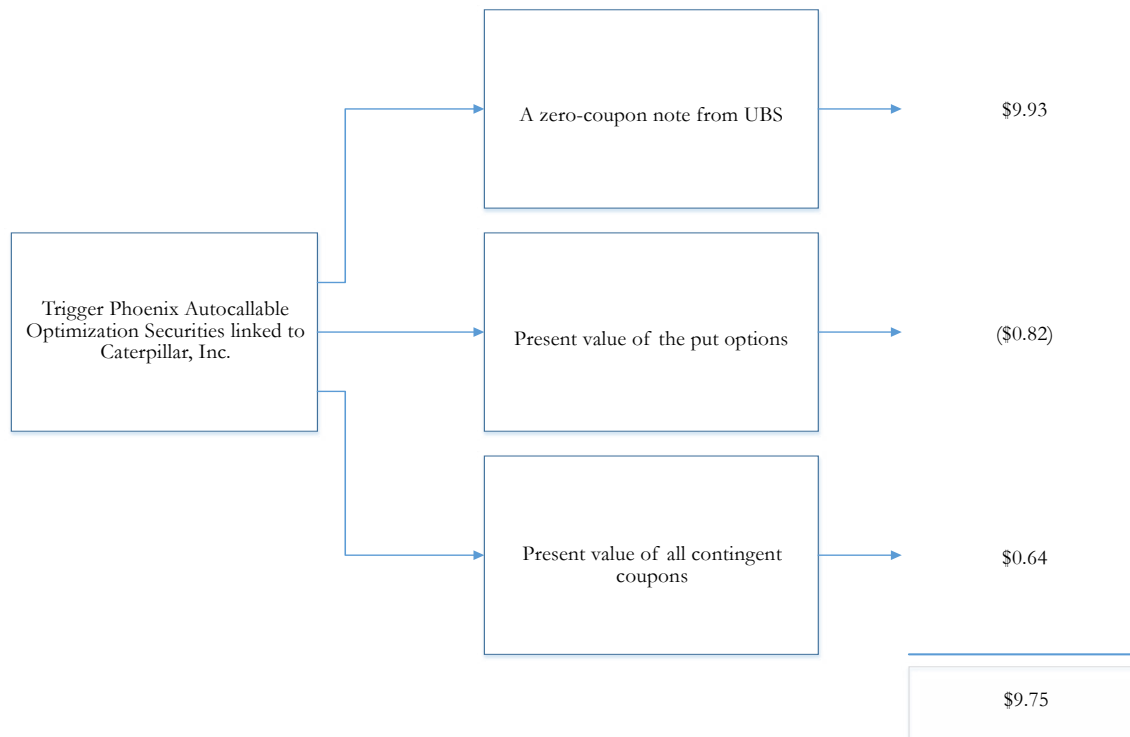 A zero-coupon note from UBS
$9.93
Trigger Phoenix Autocallable
Optimization Securities linked to
Caterpillar, Inc.
Present value of the put options
($0.82)
Present value of all contingent
coupons
$0.64
$9.75